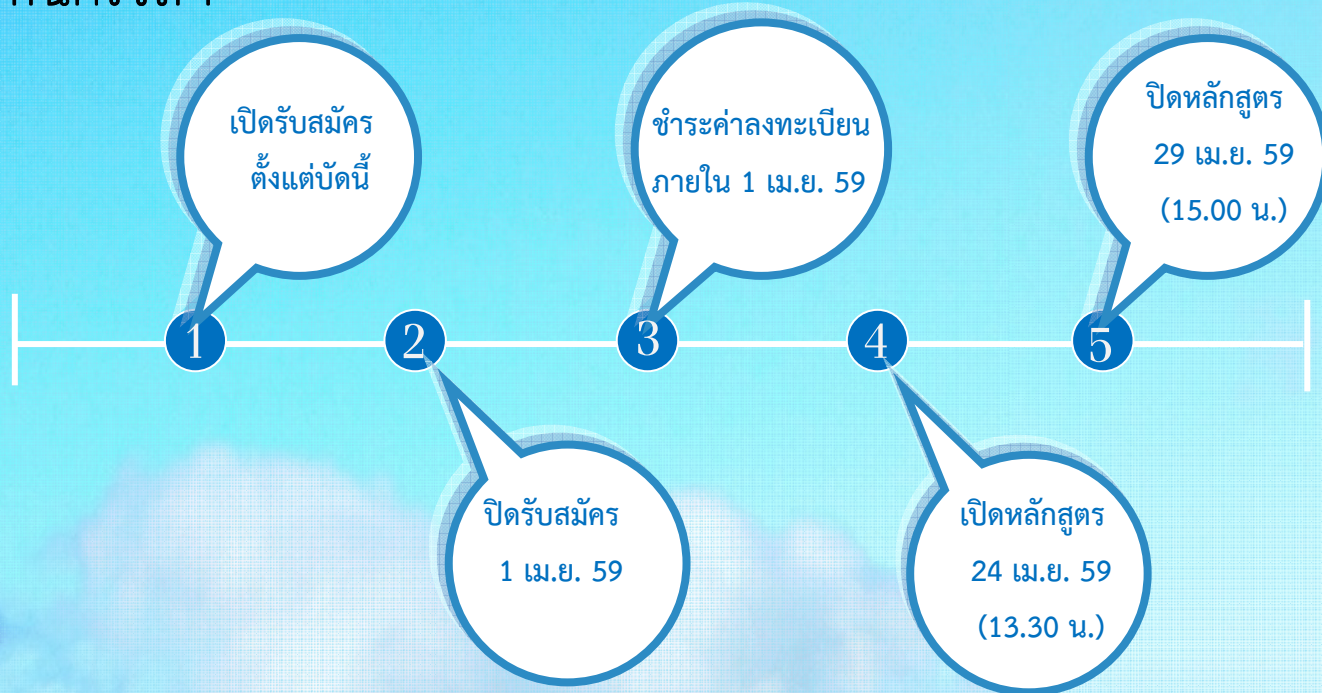 เปิดรับสมัคร
ตั้งแต่บัดนี้
ชำระค่าลงทะเบียน
ภายใน 1 เม.ย. 59
ปิดหลักสูตร
29 เม.ย. 59
(15.00 น.)
1
2
3
4
5
ปิดรับสมัคร
1 เม.ย. 59
เปิดหลักสูตร
24 เม.ย. 59
(13.30 น.)